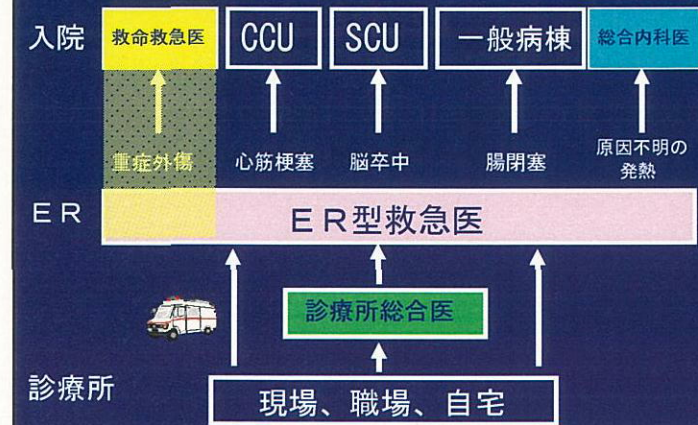 入院
救命救急医
CCU
SCU
一般病棟
総合内科医
重症外傷
心筋梗塞
脳卒中
腸閉塞
原因不明の
発熱
ER
ER型救急医
診療所総合医
診療所
現場、職場、自宅